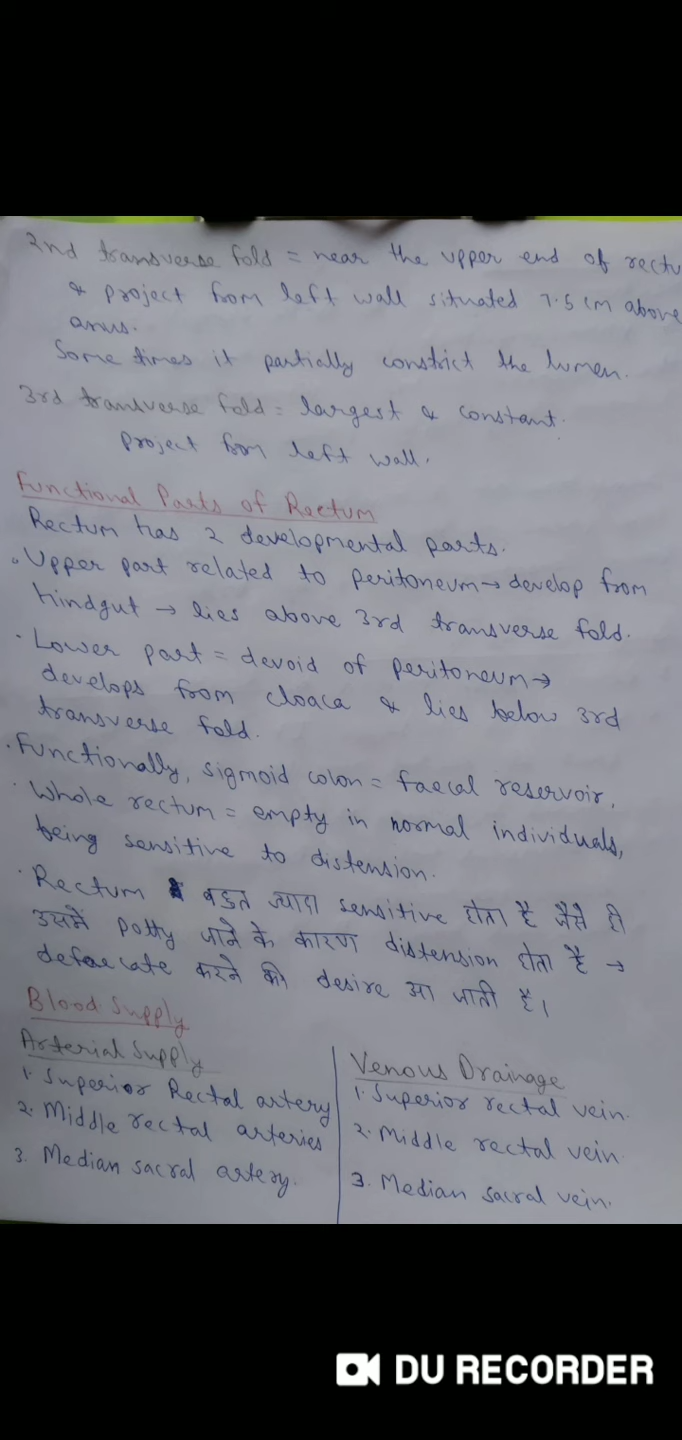 2nd transverse fold = near the upper end of rectu
& project from left wall situated 7.5 cm above
anus.
Some times it partially constrict the lumen.
3rd transverse fold = largest & constant.
project from left wall.
Functional Parts of Rectum
Rectum has 2 developmental parts.
Upper part related to peritoneum → develop from
hindgut → lies above 3rd transverse fold.
• Lower part = devoid of peritoneum →
develops from cloaca & lies below 3rd
transverse fold.
• Functionally, sigmoid colon = faecal reservoir,
• Whole rectum = empty in normal individuals,
being sensitive to distension.
• Rectum बहुत ज्यादा sensitive होता है जैसे ही
उसमें potty जाने के कारण distension होता है →
defaecate करने की desire आ जाती है।
Blood Supply
Arterial Supply
1. Superior Rectal artery
2. Middle rectal arteries
3. Median sacral artery.
Venous Drainage
1. Superior rectal vein.
2. Middle rectal vein.
3. Median sacral vein.
DU RECORDER